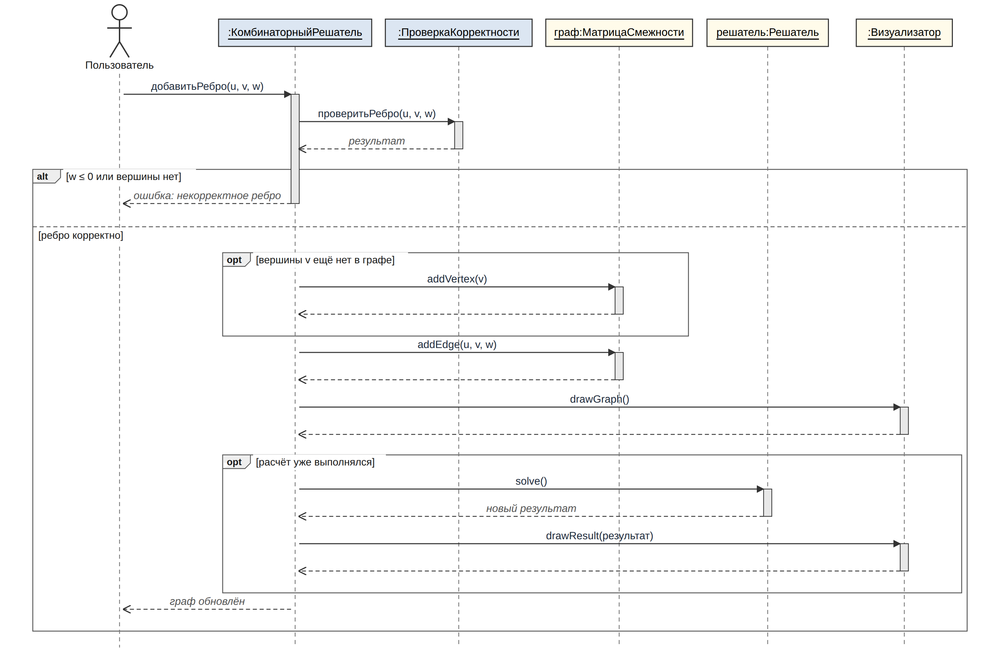 :КомбинаторныйРешатель
:ПроверкаКорректности
граф:МатрицаСмежности
решатель:Решатель
:Визуализатор
Пользователь
добавитьРебро(u, v, w)
проверитьРебро(u, v, w)
результат
alt
[w ≤ 0 или вершины нет]
ошибка: некорректное ребро
[ребро корректно]
opt
[вершины v ещё нет в графе]
addVertex(v)
addEdge(u, v, w)
drawGraph()
opt
[расчёт уже выполнялся]
solve()
новый результат
drawResult(результат)
граф обновлён